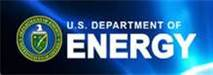 U.S. DEPARTMENT OF
ENERGY